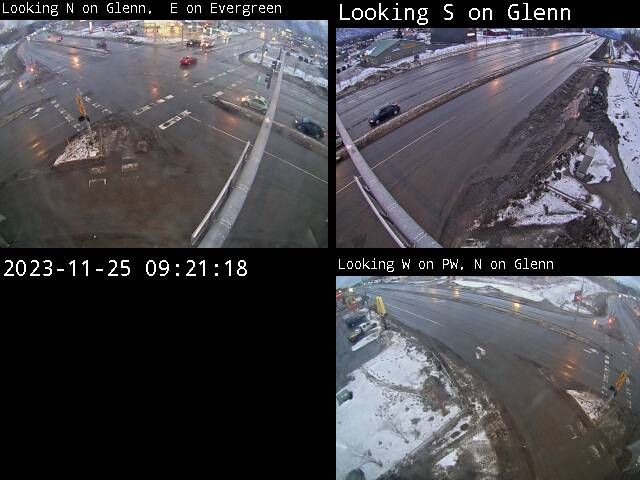 Looking N on Glenn,  E on Evergreen
Looking S on Glenn
2023-11-25 09:21:18
Looking W on PW, N on Glenn